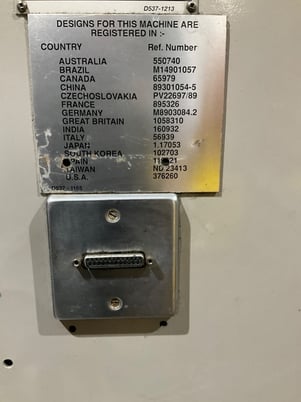 D537-1213
DESIGNS FOR THIS MACHINE ARE
REGISTERED IN :-
COUNTRY Ref. Number
AUSTRALIA 550740
BRAZIL M14901057
CANADA 65979
CHINA 89301054-5
CZECHOSLOVAKIA PV22697/89
FRANCE 895326
GERMANY M8903084.2
GREAT BRITAIN 1058310
INDIA 160932
ITALY 56939
JAPAN 1.17053
SOUTH KOREA 102703
SPAIN
TAIWAN ND 23413
U.S.A. 376260